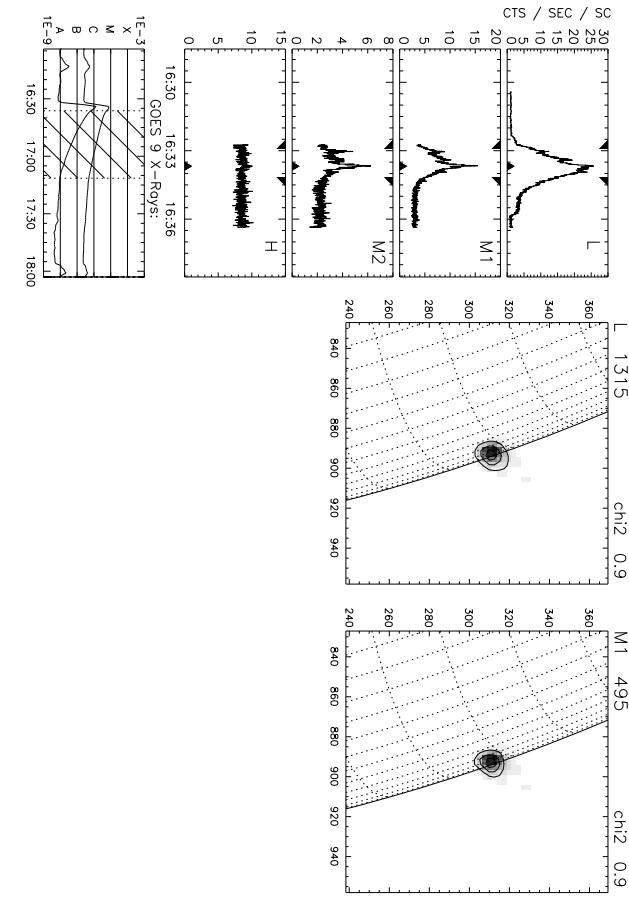 CTS / SEC / SC
0 5 10 15 20 25 30
L
0 5 10 15 20
M1
0 2 4 6 8
M2
0 5 10 15
H
16:30 16:33 16:36
GOES 9 X-Rays:
1E-9 1E-3
A B C M X
16:30 17:00 17:30 18:00
L 1315 chi2 0.9
240 260 280 300 320 340 360
840 860 880 900 920 940
M1 495 chi2 0.9
240 260 280 300 320 340 360
840 860 880 900 920 940